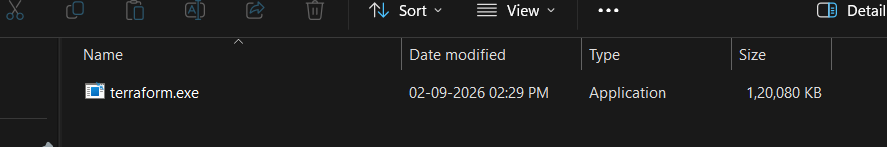 Sort View ... Detail
Name Date modified Type Size
terraform.exe 02-09-2026 02:29 PM Application 1,20,080 KB